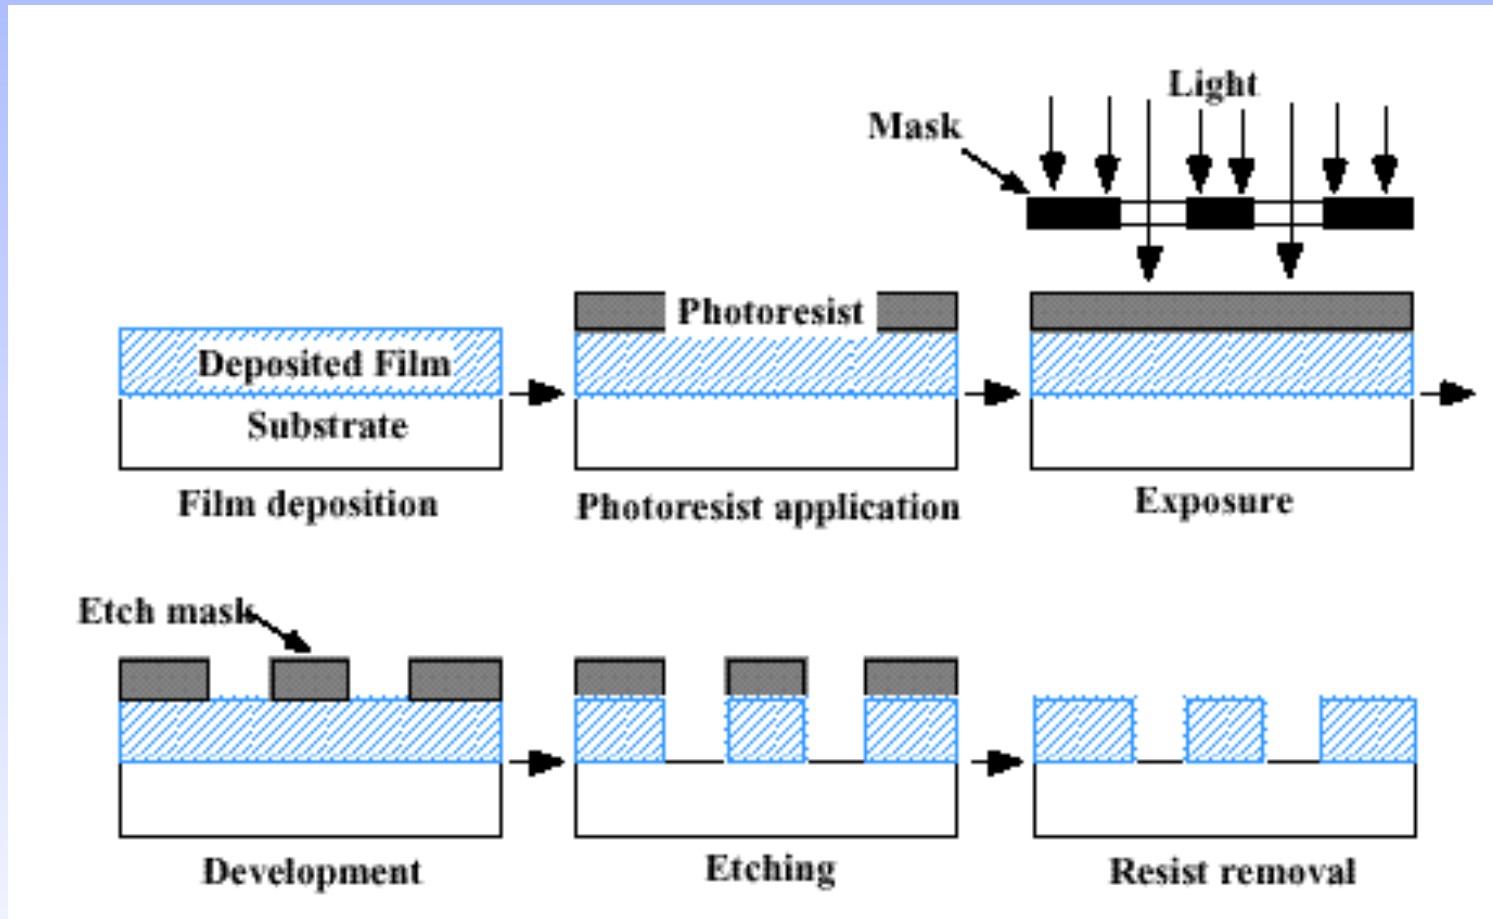 Light
Mask
Photoresist
Deposited Film
Substrate
Film deposition
Photoresist application
Exposure
Etch mask
Development
Etching
Resist removal